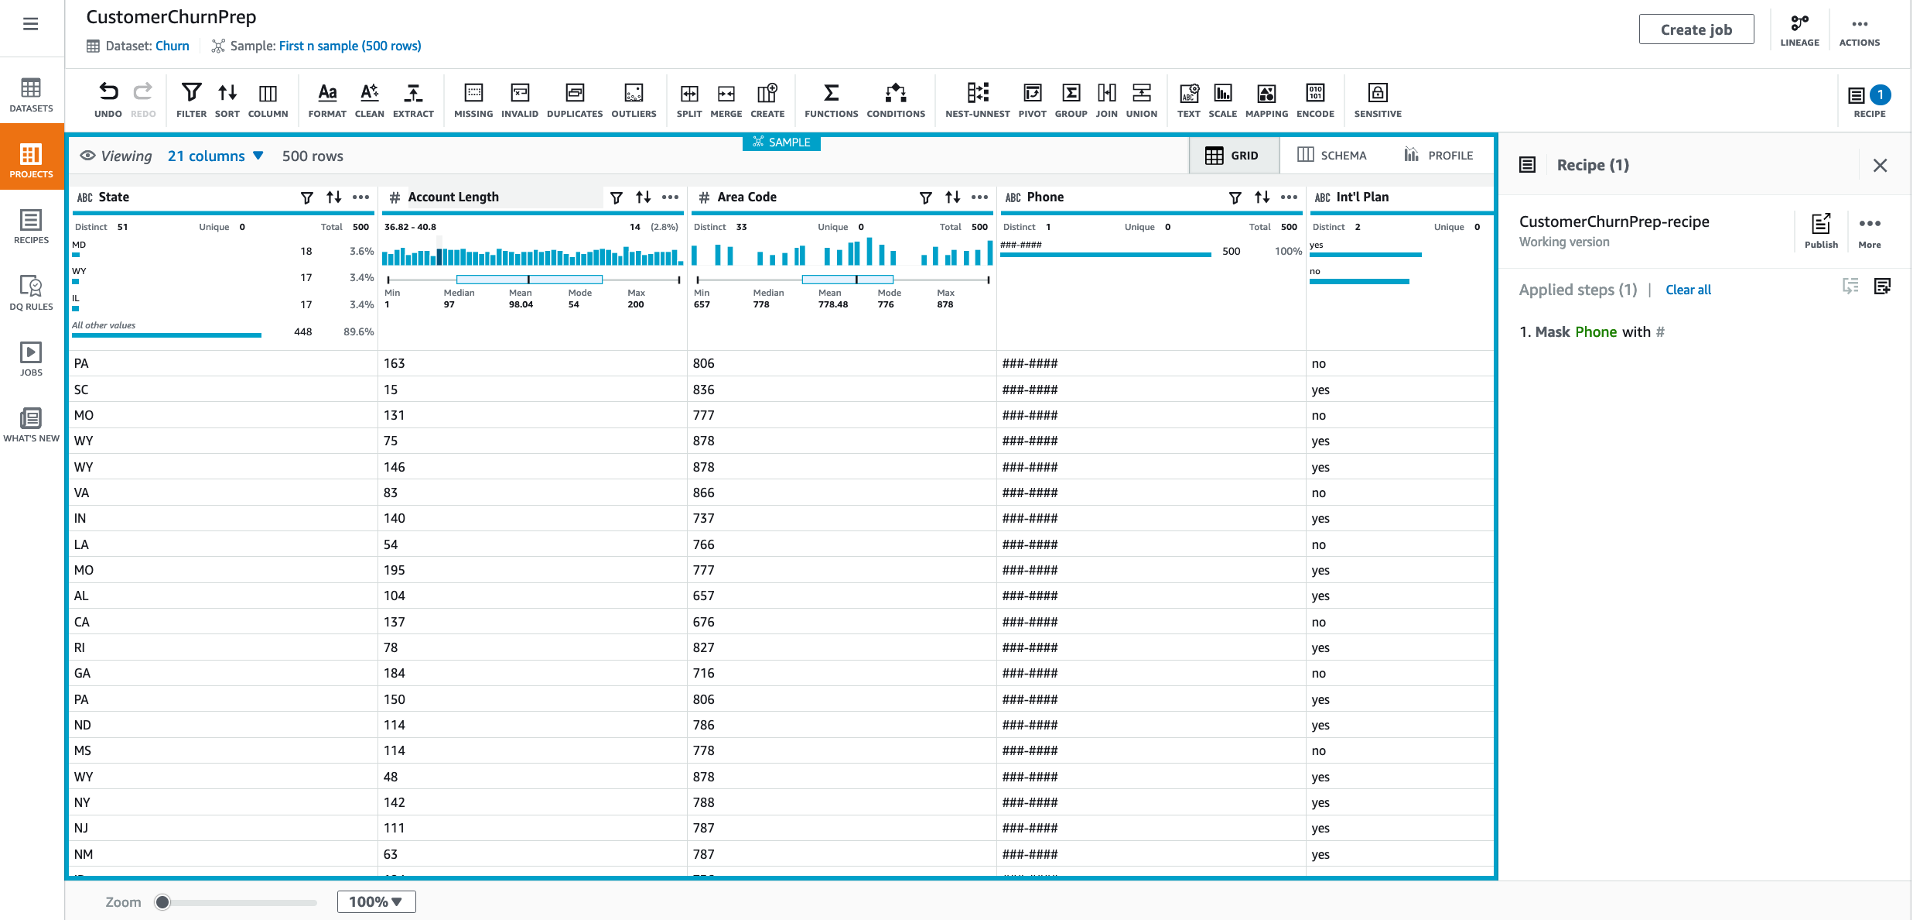 CustomerChurnPrep
Dataset: Churn Sample: First n sample (500 rows)
Create job
LINEAGE
ACTIONS
DATASETS
PROJECTS
RECIPES
DQ RULES
JOBS
WHAT'S NEW
UNDO REDO FILTER SORT COLUMN FORMAT CLEAN EXTRACT MISSING INVALID DUPLICATES OUTLIERS SPLIT MERGE CREATE FUNCTIONS CONDITIONS NEST-UNNEST PIVOT GROUP JOIN UNION TEXT SCALE MAPPING ENCODE SENSITIVE
1
RECIPE
SAMPLE
Viewing 21 columns 500 rows
GRID SCHEMA PROFILE
ABC State # Account Length # Area Code ABC Phone ABC Int'l Plan
Distinct 51 Unique 0 Total 500 36.82 - 40.8 14 (2.8%) Distinct 33 Unique 0 Total 500 Distinct 1 Unique 0 Total 500 Distinct 2 Unique 0
MD 18 3.6% ###-#### 500 100% yes
WY 17 3.4% no
IL 17 3.4%
Min Median Mean Mode Max Min Median Mean Mode Max
1 97 98.04 54 200 657 778 778.48 776 878
All other values 448 89.6%
PA 163 806 ###-#### no
SC 15 836 ###-#### yes
MO 131 777 ###-#### no
WY 75 878 ###-#### yes
WY 146 878 ###-#### yes
VA 83 866 ###-#### no
IN 140 737 ###-#### yes
LA 54 766 ###-#### no
MO 195 777 ###-#### yes
AL 104 657 ###-#### yes
CA 137 676 ###-#### no
RI 78 827 ###-#### yes
GA 184 716 ###-#### no
PA 150 806 ###-#### yes
ND 114 786 ###-#### yes
MS 114 778 ###-#### no
WY 48 878 ###-#### yes
NY 142 788 ###-#### yes
NJ 111 787 ###-#### yes
NM 63 787 ###-#### yes
Zoom 100%
Recipe (1)
CustomerChurnPrep-recipe
Working version
Publish
More
Applied steps (1) | Clear all
1. Mask Phone with #